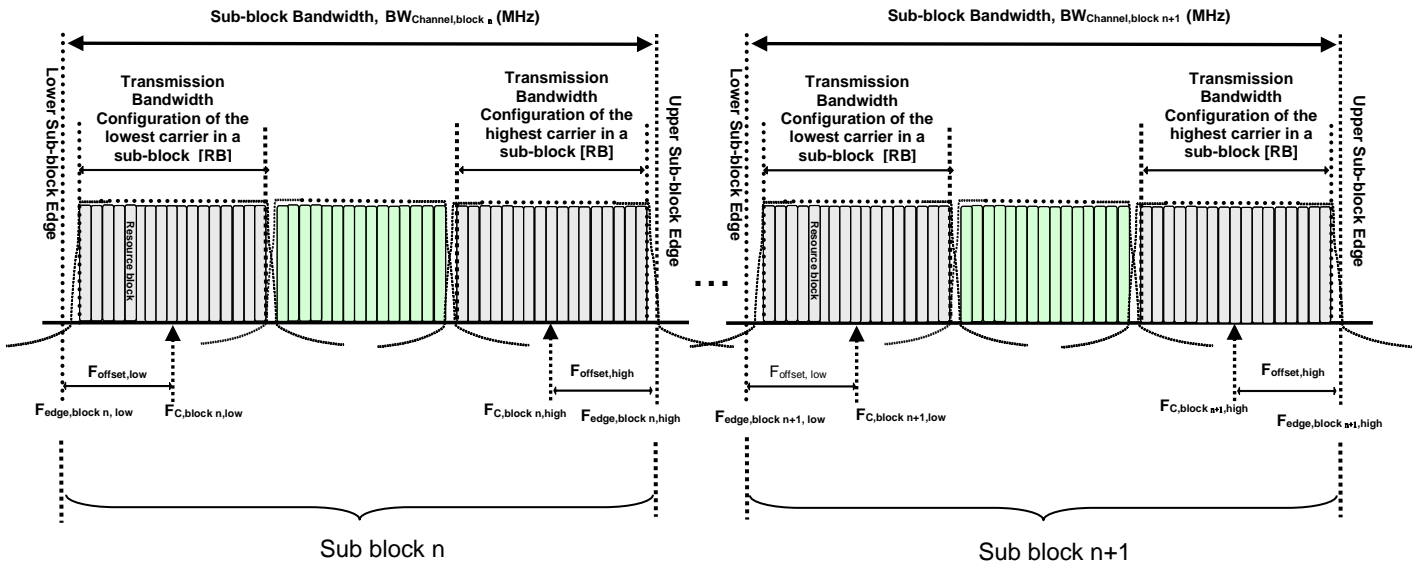 Sub-block Bandwidth, BWChannel,block n (MHz)
Lower Sub-block Edge
Transmission
Bandwidth
Configuration of the
lowest carrier in a
sub-block [RB]
Transmission
Bandwidth
Configuration of the
highest carrier in a
sub-block [RB]
Upper Sub-block Edge
Resource block
Foffset,low
Foffset,high
Fedge,block n, low
FC,block n,low
FC,block n,high
Fedge,block n,high
Sub block n
...
Sub-block Bandwidth, BWChannel,block n+1 (MHz)
Lower Sub-block Edge
Transmission
Bandwidth
Configuration of the
lowest carrier in a
sub-block [RB]
Transmission
Bandwidth
Configuration of the
highest carrier in a
sub-block [RB]
Upper Sub-block Edge
Resource block
Foffset, low
Foffset,high
Fedge,block n+1, low
FC,block n+1,low
FC,block n+1,high
Fedge,block n+1,high
Sub block n+1